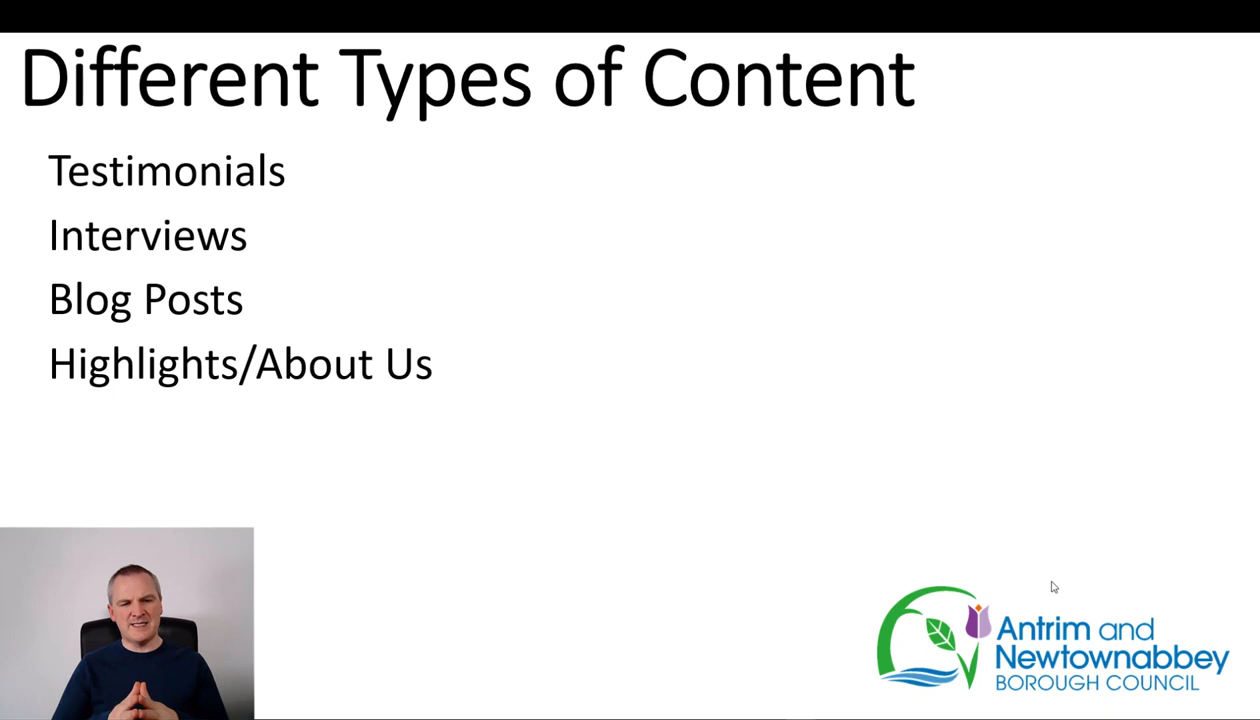 Different Types of Content
Testimonials
Interviews
Blog Posts
Highlights/About Us
Antrim and
Newtownabbey
BOROUGH COUNCIL